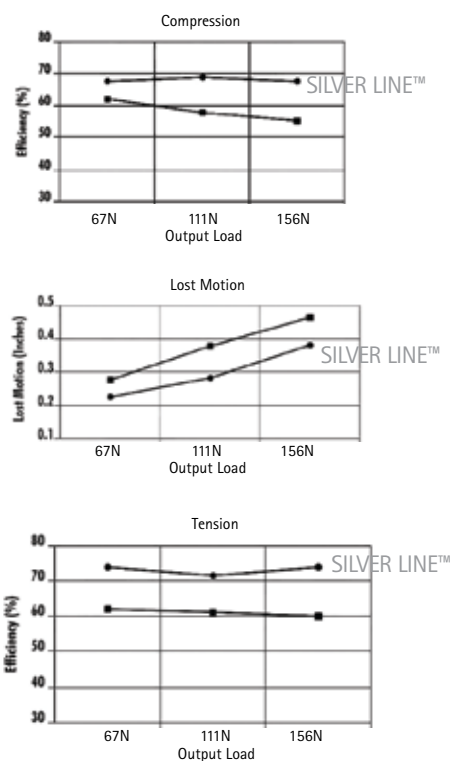 Compression
80
70
60
50
40
30
Efficiency (%)
SILVER LINE™
67N 111N 156N
Output Load
Lost Motion
0.5
0.4
0.3
0.2
0.1
Lost Motion (Inches)
SILVER LINE™
67N 111N 156N
Output Load
Tension
80
70
60
50
40
30
Efficiency (%)
SILVER LINE™
67N 111N 156N
Output Load